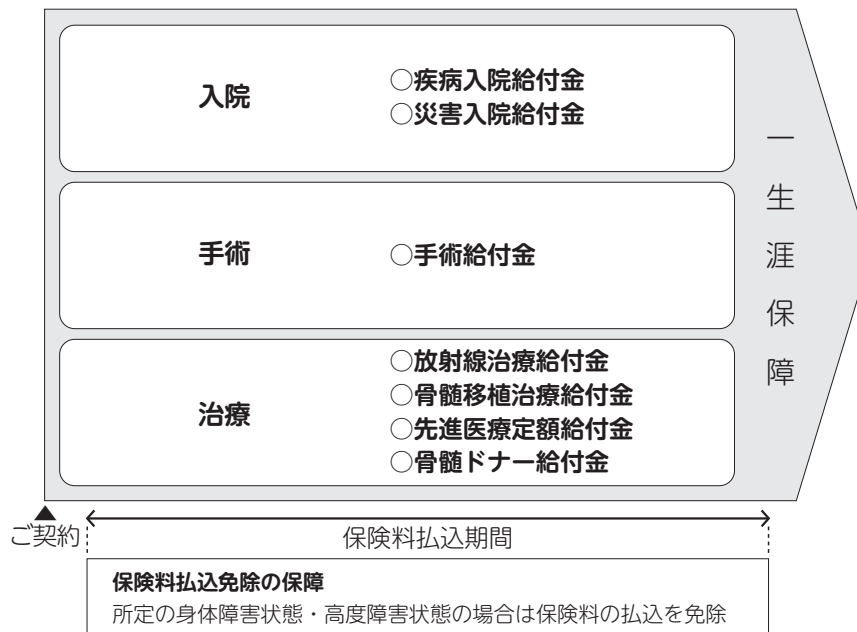 入院
○疾病入院給付金
○災害入院給付金
手術
○手術給付金
治療
○放射線治療給付金
○骨髄移植治療給付金
○先進医療定額給付金
○骨髄ドナー給付金
一生涯保障
▲
ご契約
保険料払込期間
保険料払込免除の保障
所定の身体障害状態・高度障害状態の場合は保険料の払込を免除